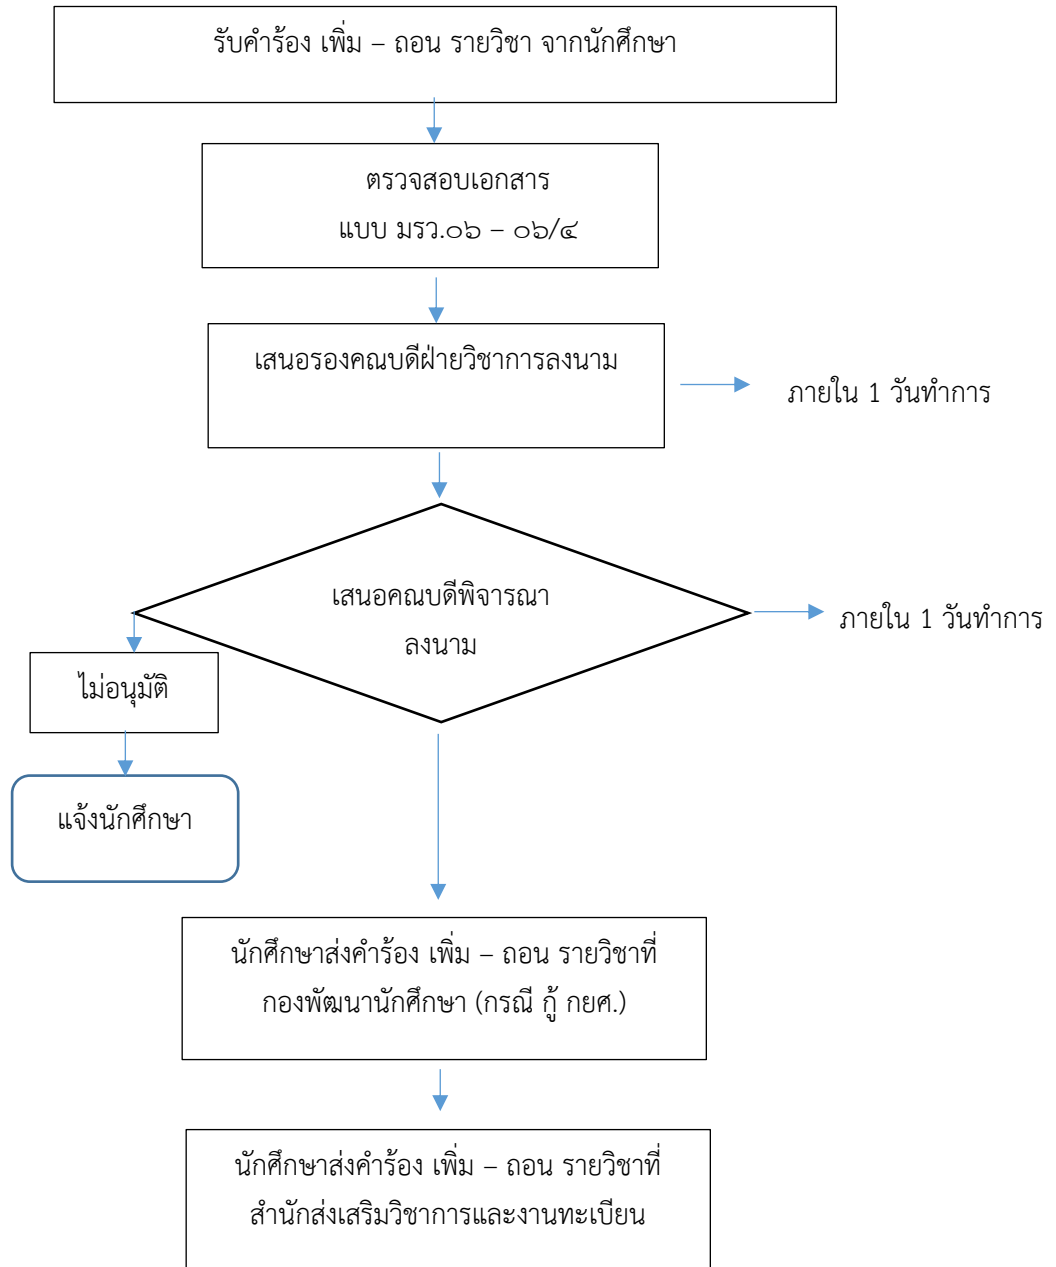 รับคำร้อง เพิ่ม – ถอน รายวิชา จากนักศึกษา
ตรวจสอบเอกสาร
แบบ มรว.๐๖ – ๐๖/๔
เสนอรองคณบดีฝ่ายวิชาการลงนาม
ภายใน 1 วันทำการ
เสนอคณบดีพิจารณา
ลงนาม
ภายใน 1 วันทำการ
ไม่อนุมัติ
แจ้งนักศึกษา
นักศึกษาส่งคำร้อง เพิ่ม – ถอน รายวิชาที่
กองพัฒนานักศึกษา (กรณี กู้ กยศ.)
นักศึกษาส่งคำร้อง เพิ่ม – ถอน รายวิชาที่
สำนักส่งเสริมวิชาการและงานทะเบียน